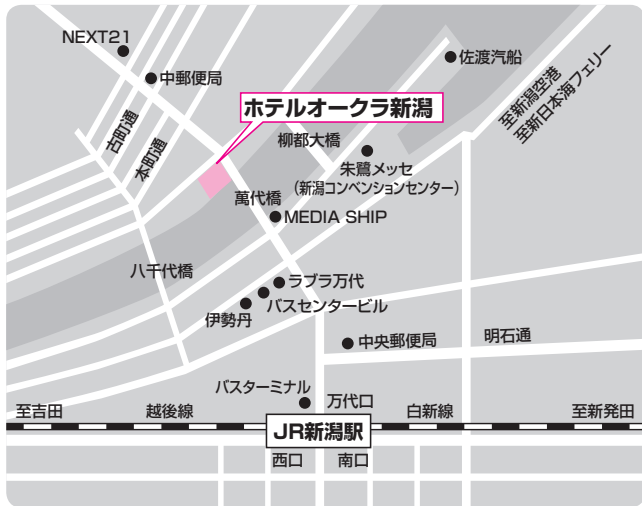 NEXT21
中郵便局
佐渡汽船
至新潟空港
至新日本海フェリー
ホテルオークラ新潟
古町通
本町通
柳都大橋
朱鷺メッセ
(新潟コンベンションセンター)
萬代橋
MEDIA SHIP
八千代橋
ラブラ万代
バスセンタービル
伊勢丹
中央郵便局
明石通
バスターミナル
万代口
至吉田
越後線
白新線
至新発田
JR新潟駅
西口
南口